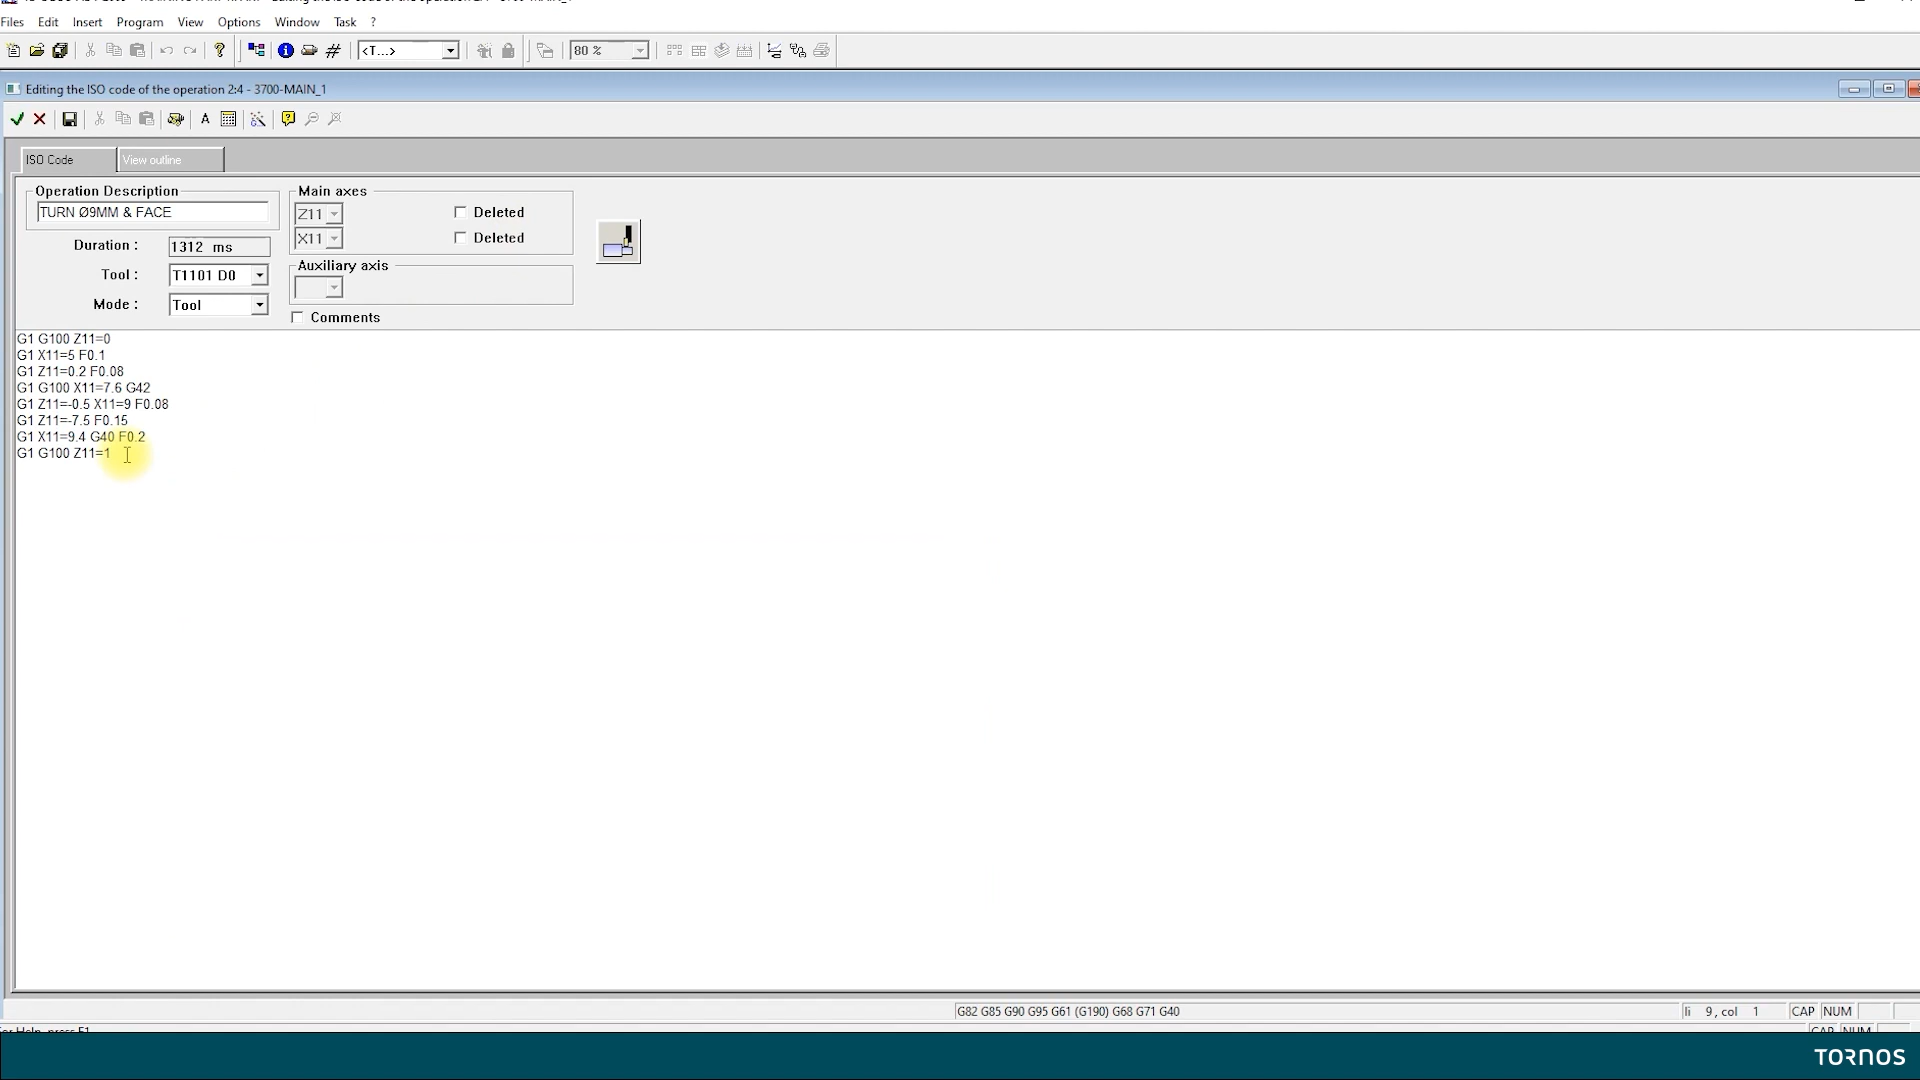 Files Edit Insert Program View Options Window Task ?
<T...> 80 %
Editing the ISO code of the operation 2:4 - 3700-MAIN_1
ISO Code View outline
Operation Description
TURN Ø9MM & FACE
Duration : 1312 ms
Tool : T1101 D0
Mode : Tool
Main axes
Z11 Deleted
X11 Deleted
Auxiliary axis
Comments
G1 G100 Z11=0
G1 X11=5 F0.1
G1 Z11=0.2 F0.08
G1 G100 X11=7.6 G42
G1 Z11=-0.5 X11=9 F0.08
G1 Z11=-7.5 F0.15
G1 X11=9.4 G40 F0.2
G1 G100 Z11=1
G82 G85 G90 G95 G61 (G190) G68 G71 G40 li 9, col 1 CAP NUM
CAP NUM
TORNOS